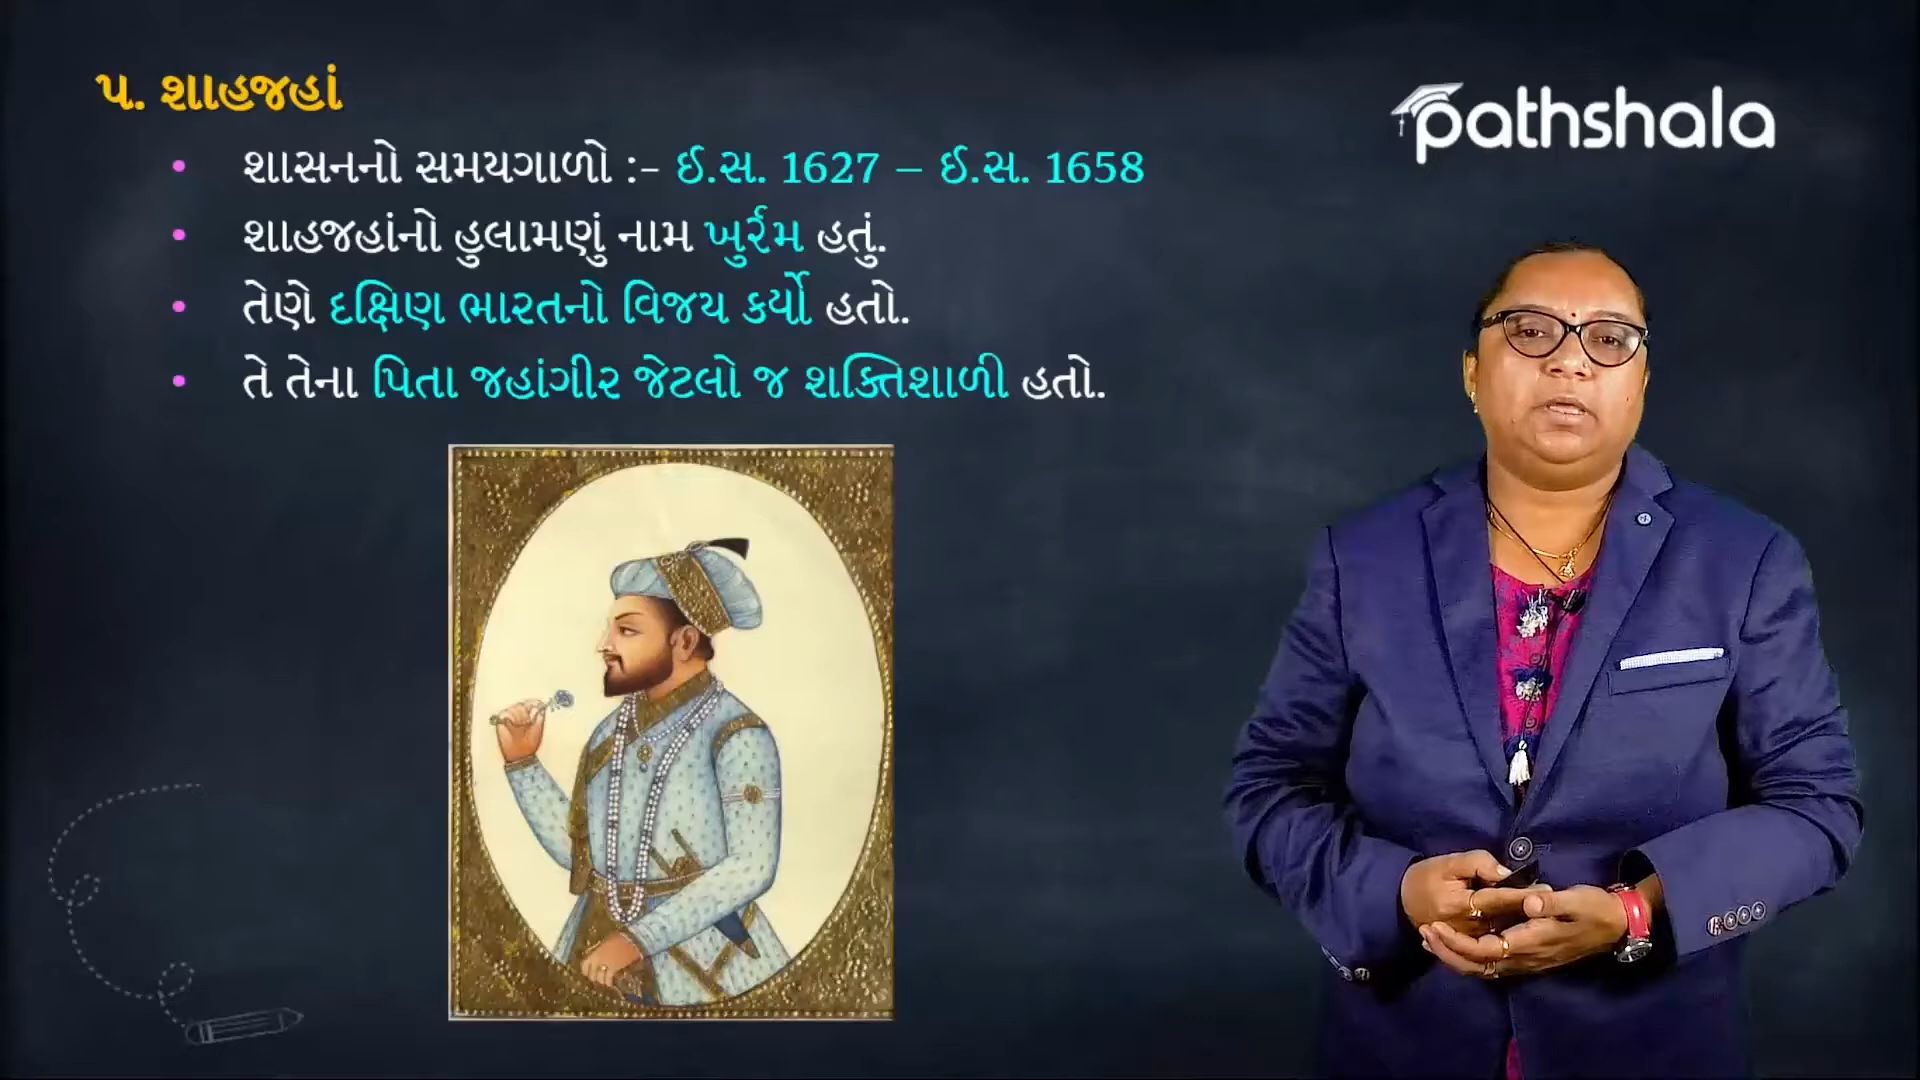 ૫. શાહજહાં
pathshala
• શાસનનો સમયગાળો :- ઈ.સ. 1627 – ઈ.સ. 1658
• શાહજહાંનો હુલામણું નામ ખુર્રમ હતું.
• તેણે દક્ષિણ ભારતનો વિજય કર્યો હતો.
• તે તેના પિતા જહાંગીર જેટલો જ શક્તિશાળી હતો.